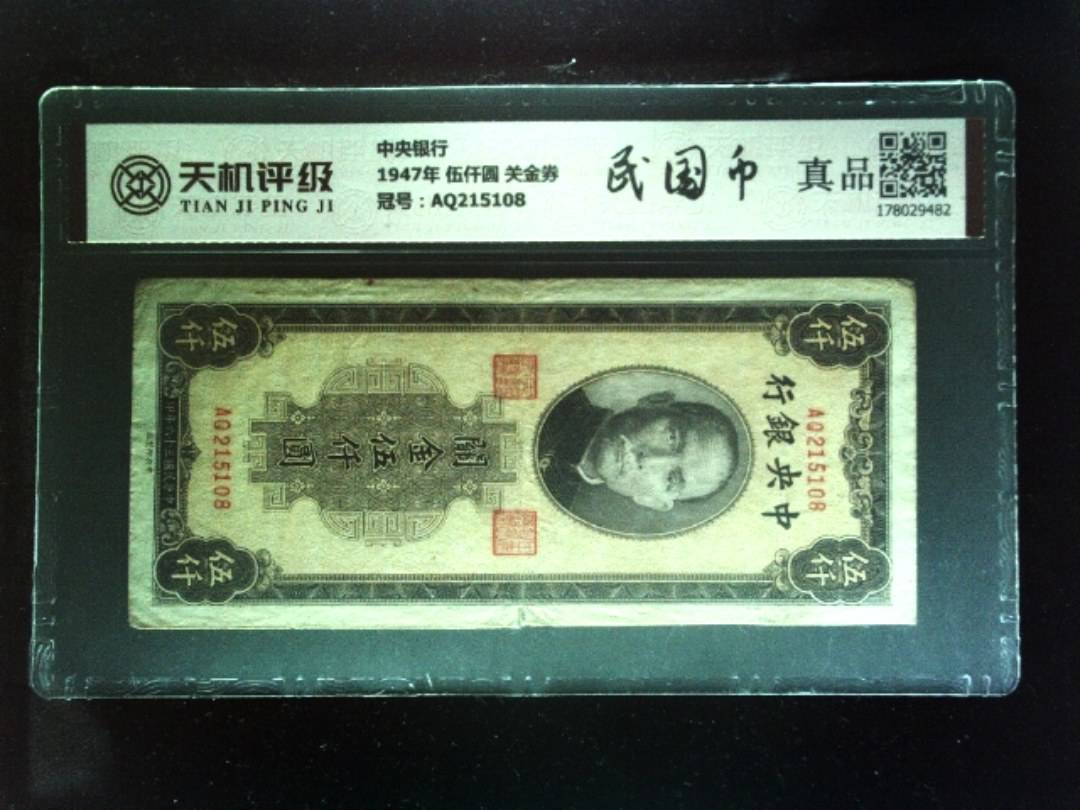 天机评级
TIAN JI PING JI
中央银行
1947年 伍仟圆 关金券
冠号：AQ215108
民国币
真品
178029482
伍仟
伍仟
中央銀行
AQ215108
AQ215108
關金伍仟圓
伍仟
伍仟